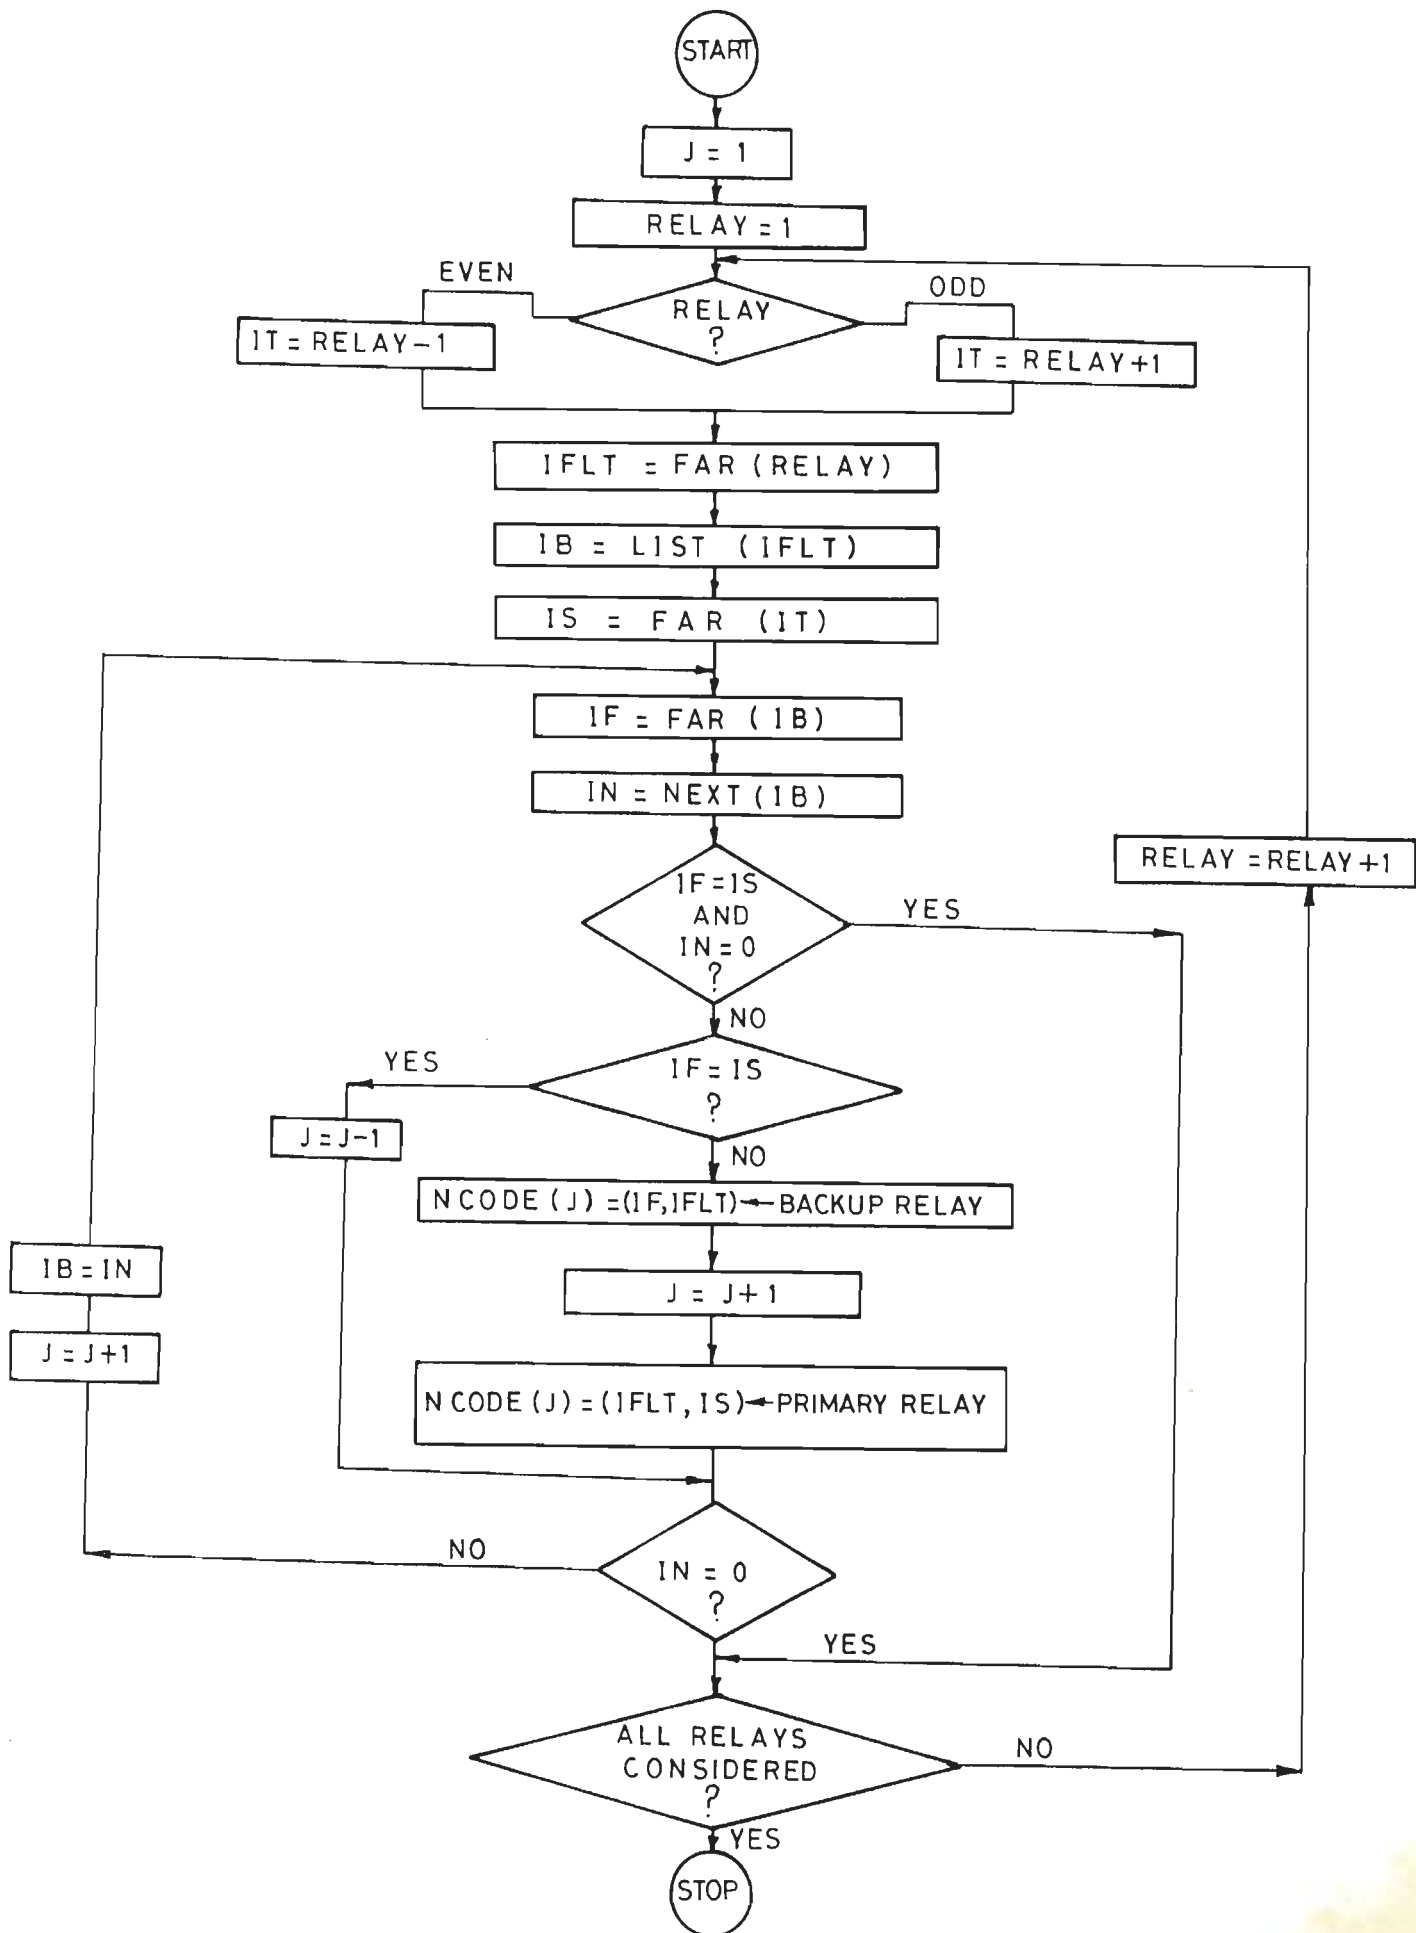 START
J = 1
RELAY = 1
EVEN
ODD
RELAY
?
IT = RELAY-1
IT = RELAY+1
IFLT = FAR (RELAY)
IB = LIST (IFLT)
IS = FAR (IT)
IF = FAR (IB)
IN = NEXT (IB)
RELAY = RELAY+1
IF = IS
AND
IN = 0
?
YES
NO
IF = IS
?
YES
J = J-1
NO
NCODE (J) = (IF, IFLT) ← BACKUP RELAY
IB = IN
J = J+1
J = J+1
NCODE (J) = (IFLT, IS) ← PRIMARY RELAY
NO
IN = 0
?
YES
ALL RELAYS
CONSIDERED
?
NO
YES
STOP